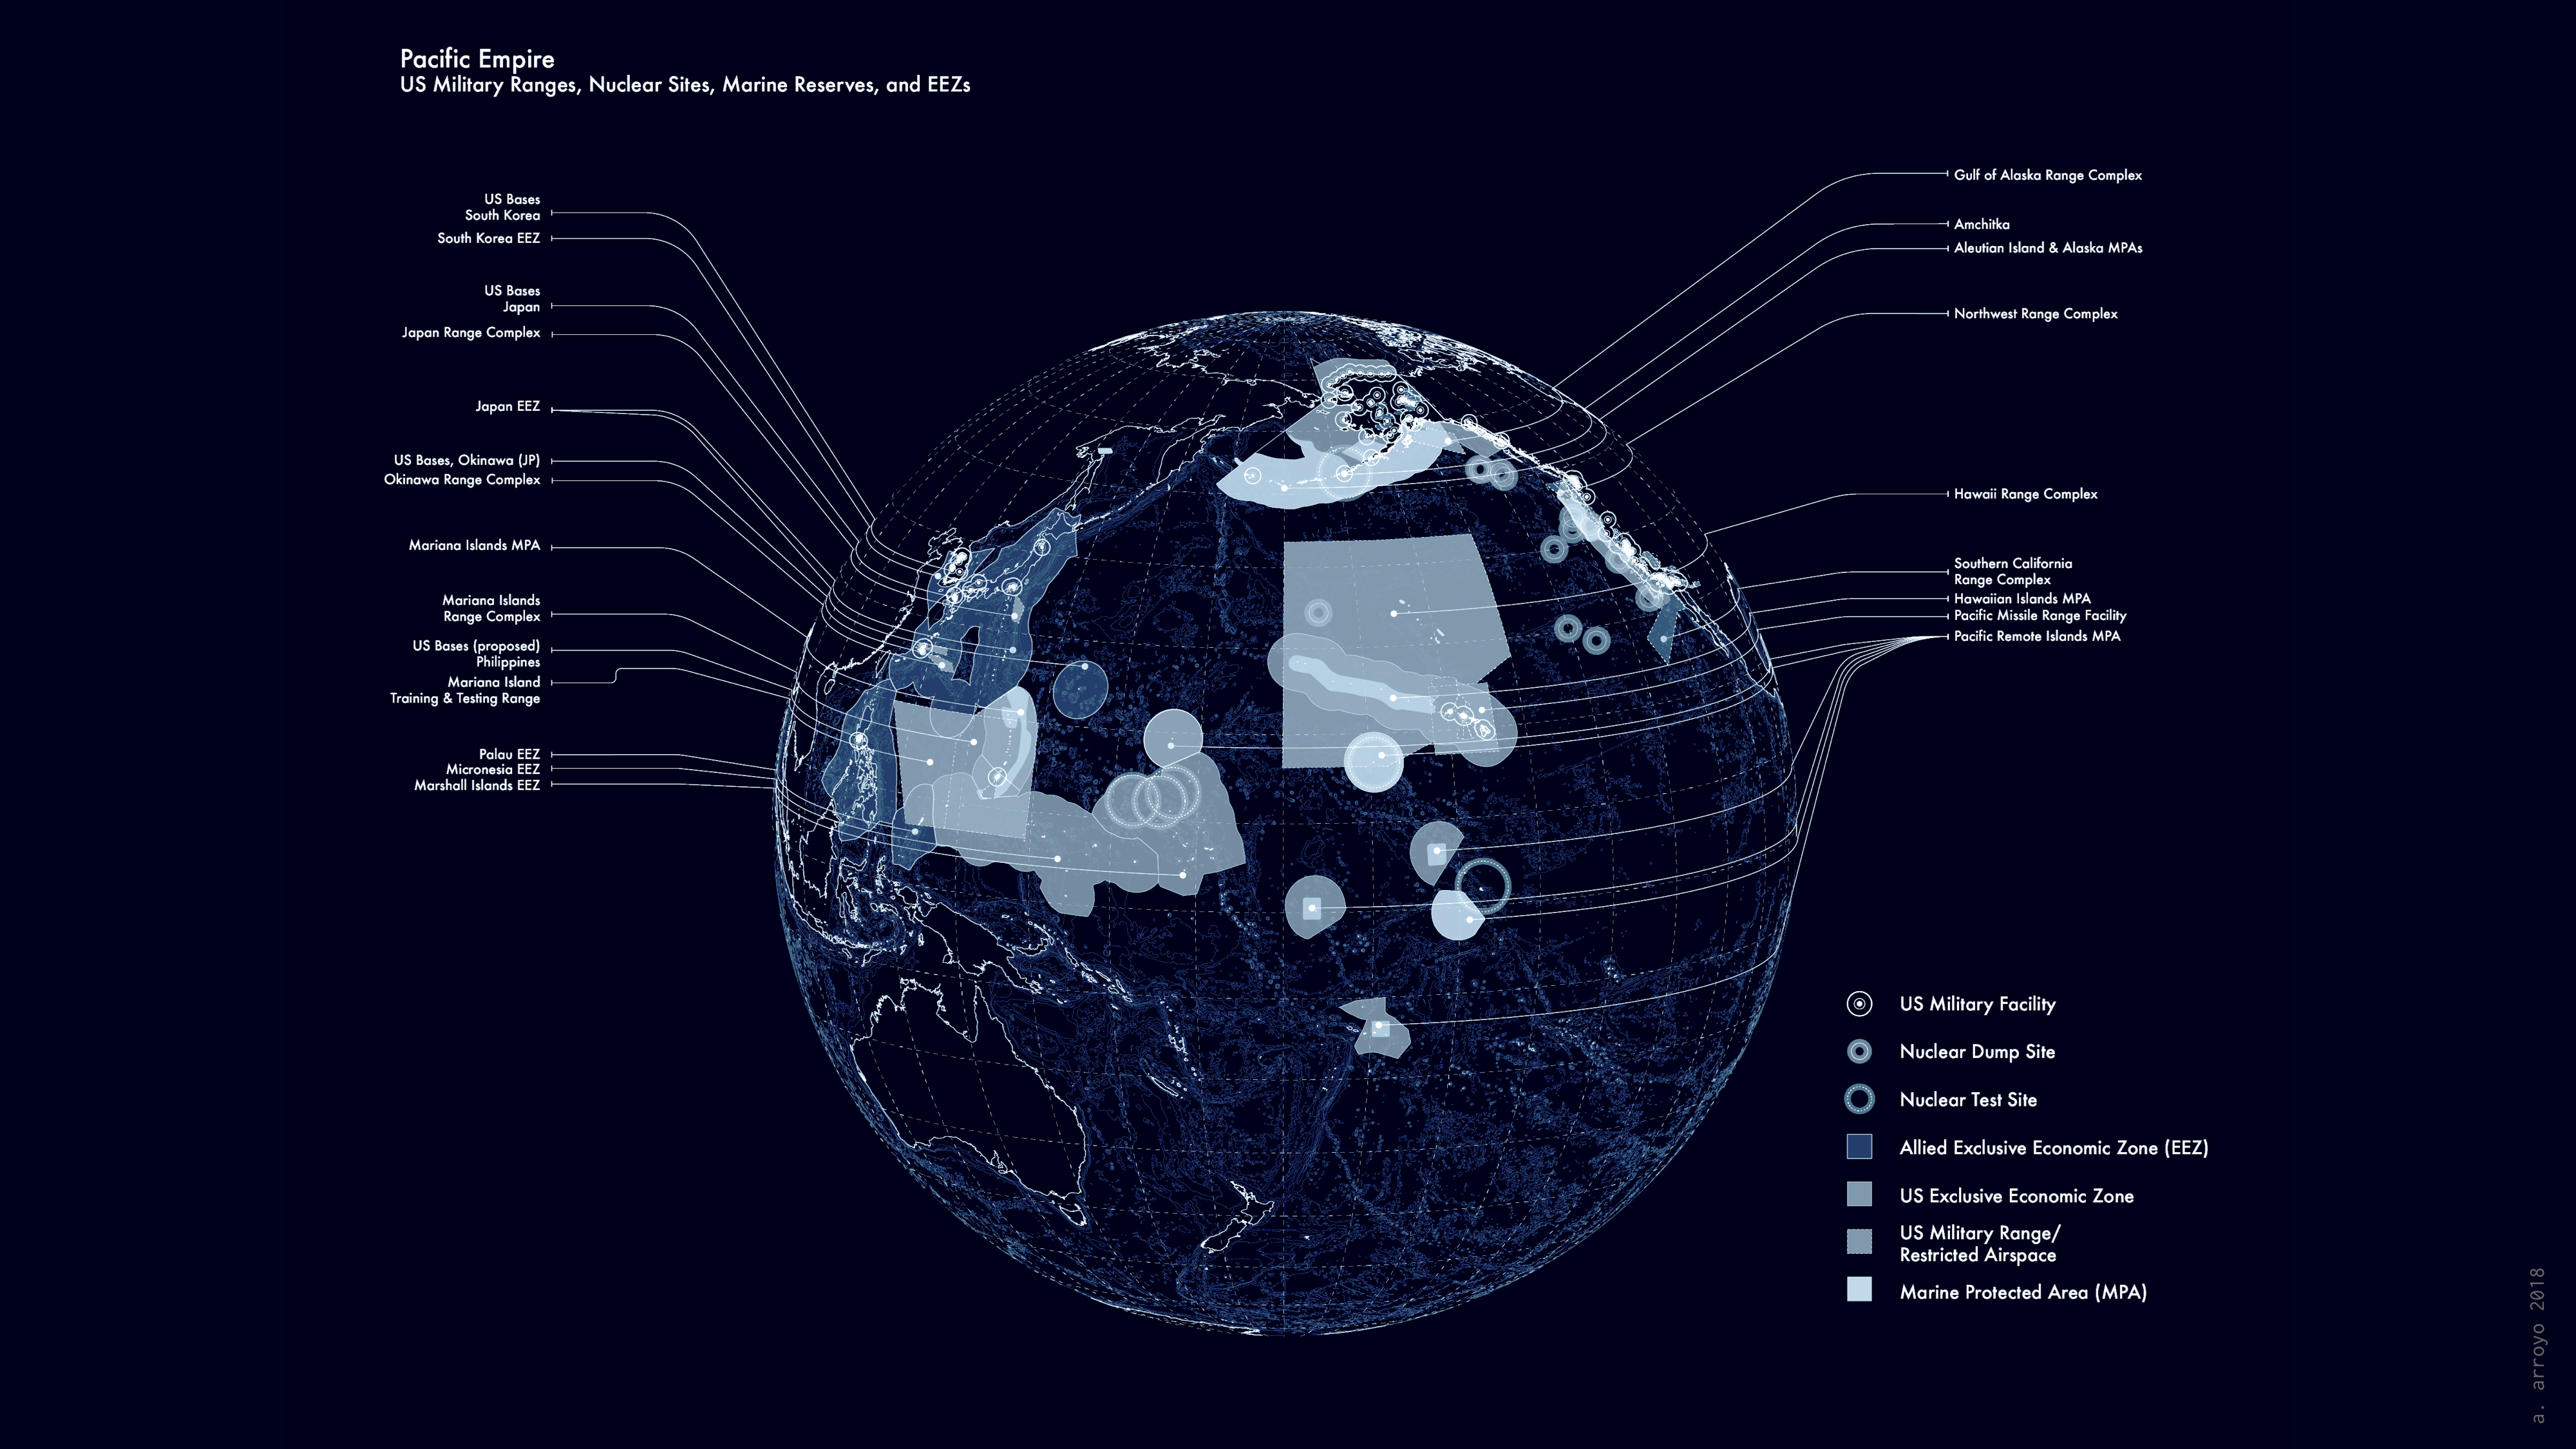 Pacific Empire
US Military Ranges, Nuclear Sites, Marine Reserves, and EEZs
US Bases
South Korea
South Korea EEZ
US Bases
Japan
Japan Range Complex
Japan EEZ
US Bases, Okinawa (JP)
Okinawa Range Complex
Mariana Islands MPA
Mariana Islands
Range Complex
US Bases (proposed)
Philippines
Mariana Island
Training & Testing Range
Palau EEZ
Micronesia EEZ
Marshall Islands EEZ
Gulf of Alaska Range Complex
Amchitka
Aleutian Island & Alaska MPAs
Northwest Range Complex
Hawaii Range Complex
Southern California
Range Complex
Hawaiian Islands MPA
Pacific Missile Range Facility
Pacific Remote Islands MPA
US Military Facility
Nuclear Dump Site
Nuclear Test Site
Allied Exclusive Economic Zone (EEZ)
US Exclusive Economic Zone
US Military Range/
Restricted Airspace
Marine Protected Area (MPA)
a. arroyo 2018